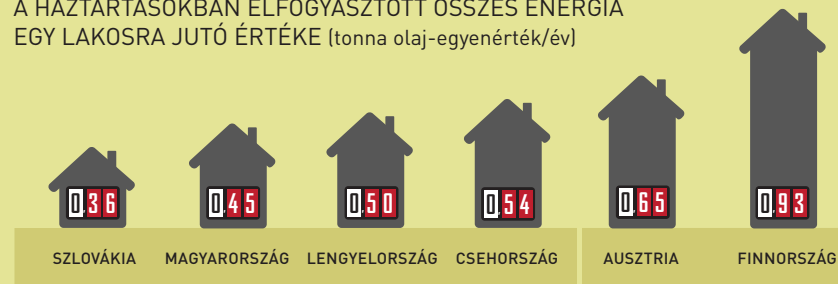 A HÁZTARTÁSOKBAN ELFOGYASZTOTT ÖSSZES ENERGIA
EGY LAKOSRA JUTÓ ÉRTÉKE (tonna olaj-egyenérték/év)
0,36 0,45 0,50 0,54 0,65 0,93
SZLOVÁKIA MAGYARORSZÁG LENGYELORSZÁG CSEHORSZÁG AUSZTRIA FINNORSZÁG